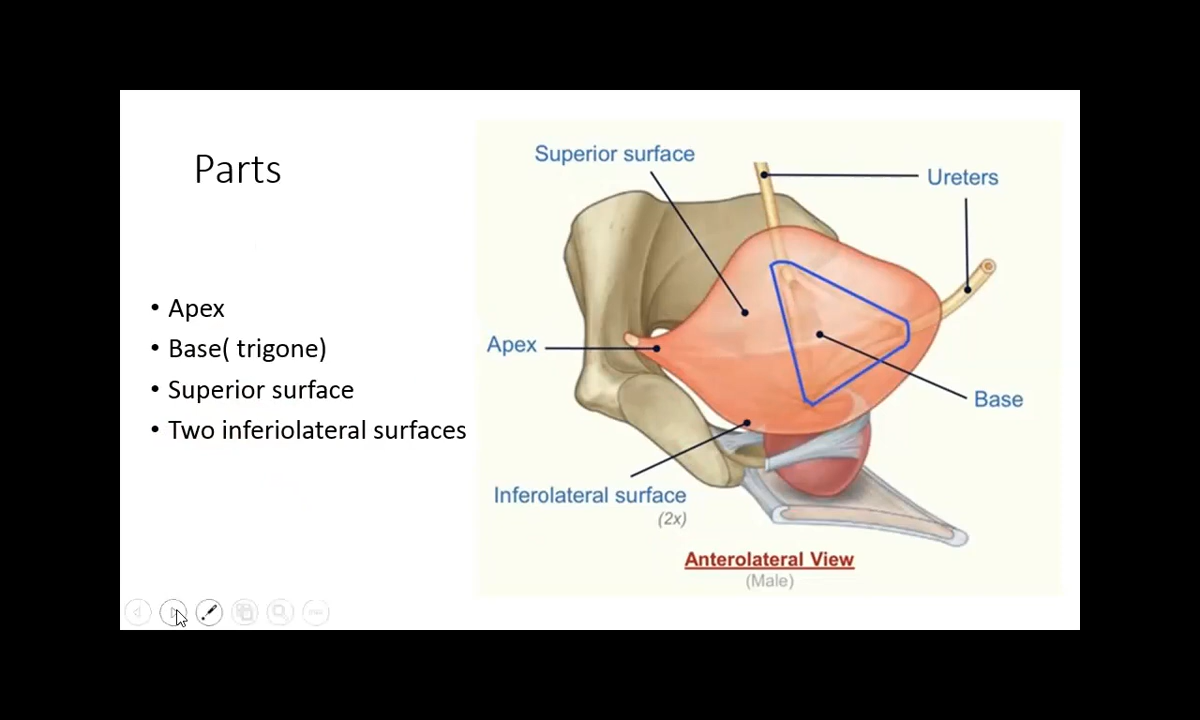 Parts
• Apex
• Base( trigone)
• Superior surface
• Two inferiolateral surfaces
Superior surface
Ureters
Apex
Base
Inferolateral surface
(2x)
Anterolateral View
(Male)